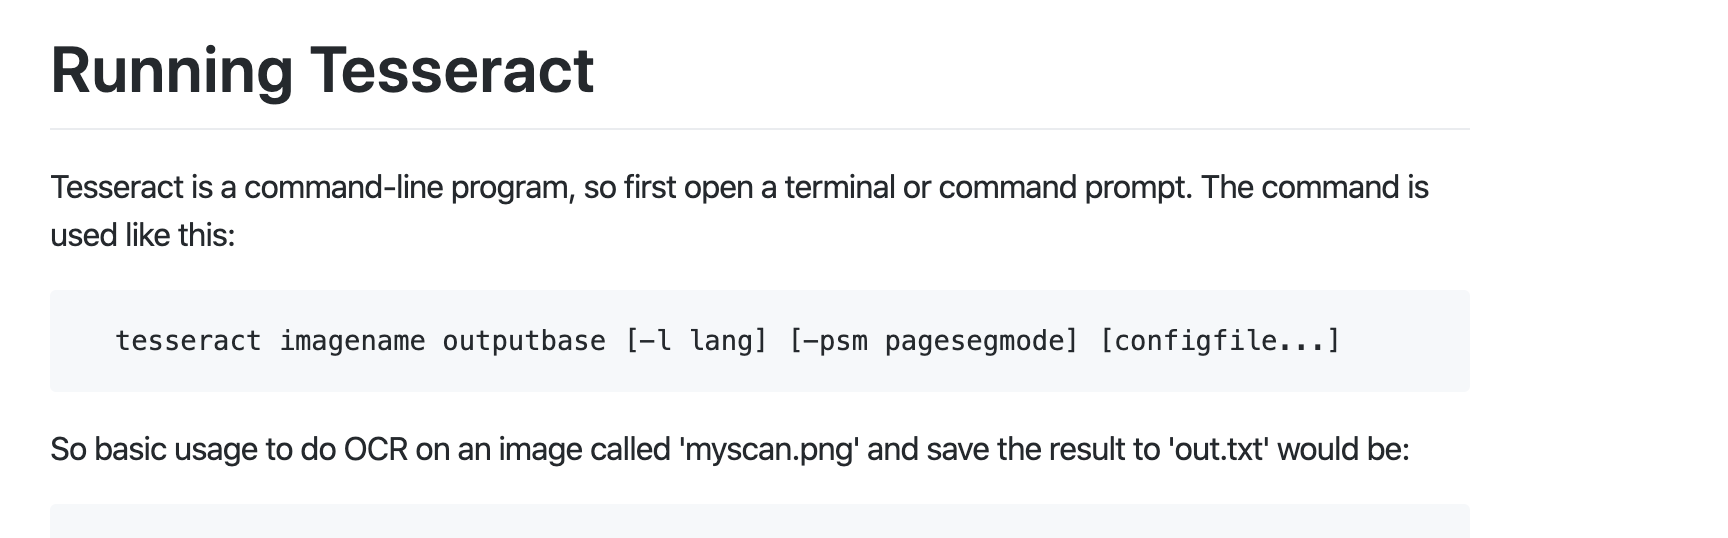 Running Tesseract
Tesseract is a command-line program, so first open a terminal or command prompt. The command is
used like this:
tesseract imagename outputbase [-l lang] [-psm pagesegmode] [configfile...]
So basic usage to do OCR on an image called 'myscan.png' and save the result to 'out.txt' would be: